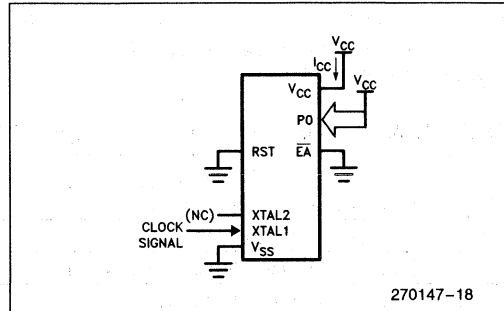 VCC
ICC
VCC
VCC
P0
RST
EA
(NC)
XTAL2
CLOCK SIGNAL
XTAL1
VSS
270147-18